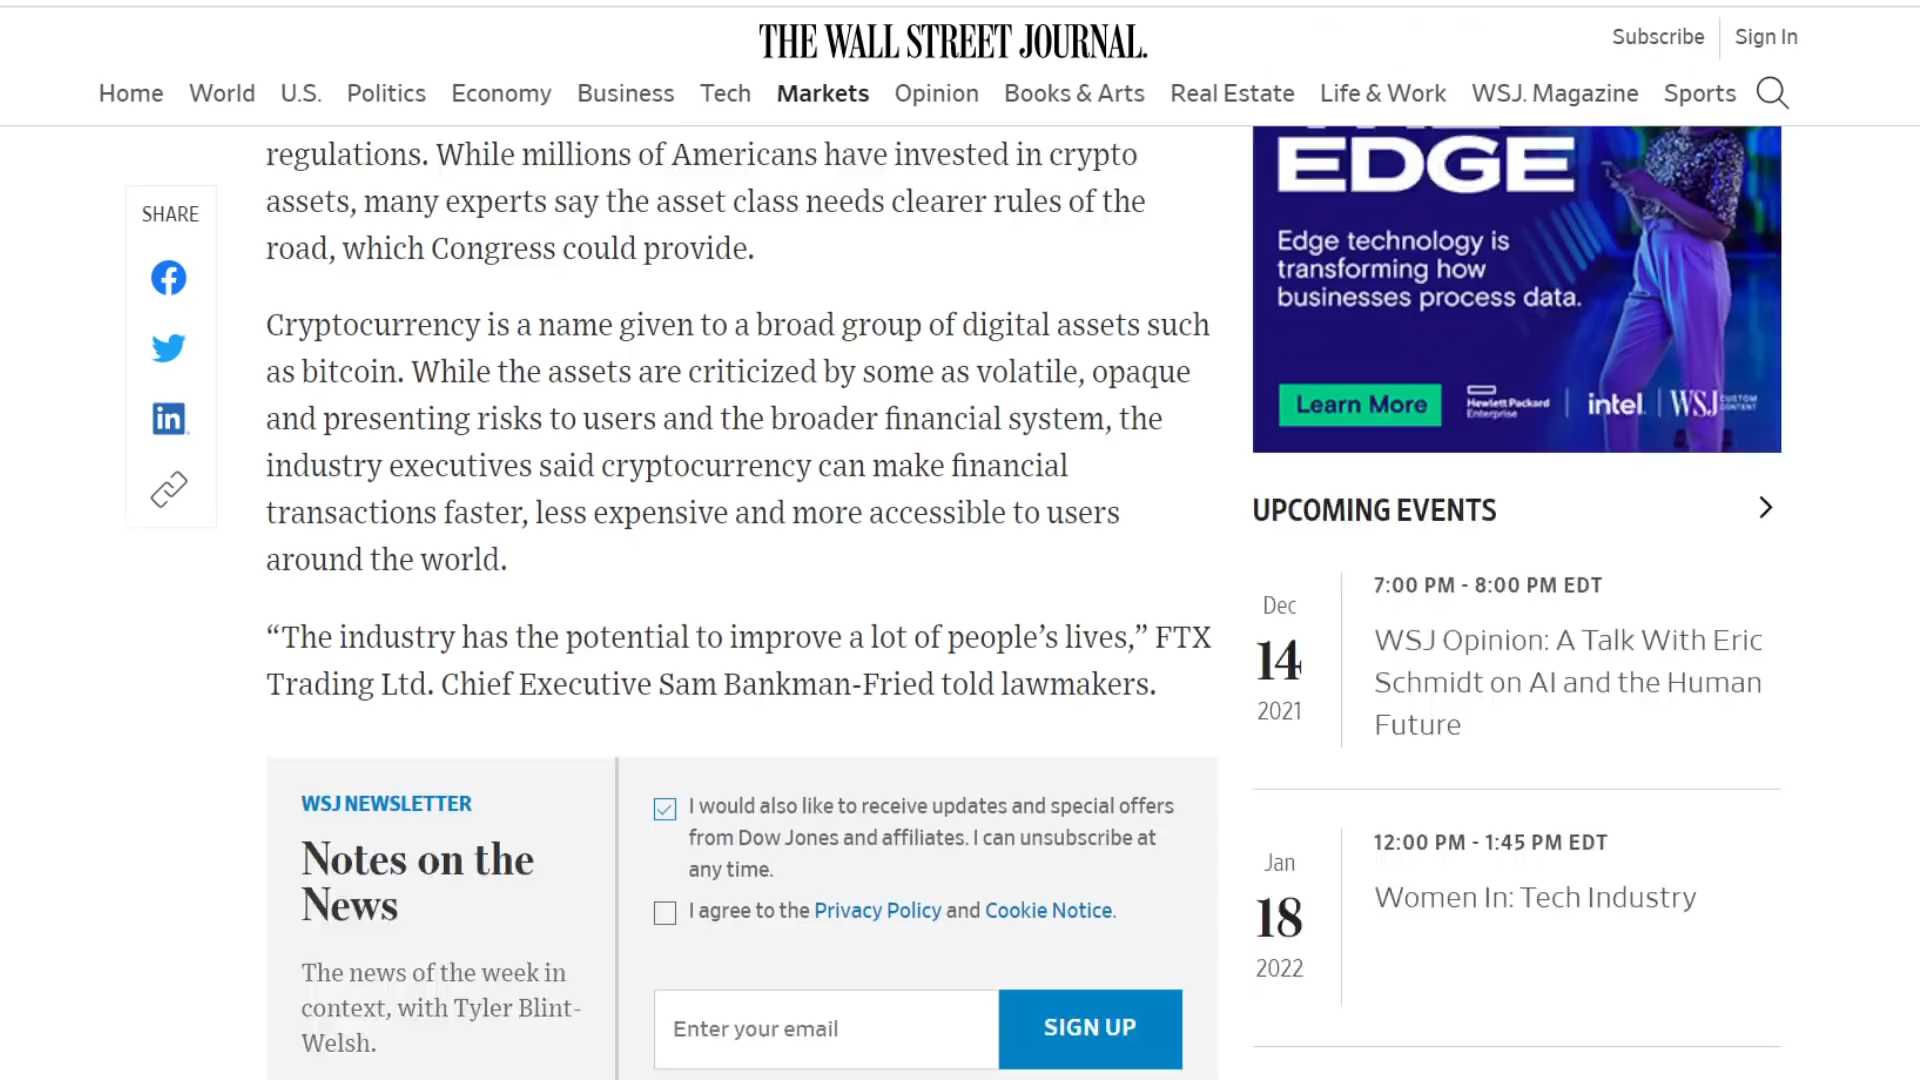 THE WALL STREET JOURNAL.
Subscribe
Sign In
Home World U.S. Politics Economy Business Tech Markets Opinion Books & Arts Real Estate Life & Work WSJ. Magazine Sports
SHARE
regulations. While millions of Americans have invested in crypto
assets, many experts say the asset class needs clearer rules of the
road, which Congress could provide.
Cryptocurrency is a name given to a broad group of digital assets such
as bitcoin. While the assets are criticized by some as volatile, opaque
and presenting risks to users and the broader financial system, the
industry executives said cryptocurrency can make financial
transactions faster, less expensive and more accessible to users
around the world.
“The industry has the potential to improve a lot of people’s lives,” FTX
Trading Ltd. Chief Executive Sam Bankman-Fried told lawmakers.
WSJ NEWSLETTER
Notes on the
News
The news of the week in
context, with Tyler Blint-
Welsh.
I would also like to receive updates and special offers
from Dow Jones and affiliates. I can unsubscribe at
any time.
I agree to the Privacy Policy and Cookie Notice.
Enter your email
SIGN UP
EDGE
Edge technology is
transforming how
businesses process data.
Learn More
Hewlett Packard
Enterprise
intel.
WSJ CUSTOM
CONTENT
UPCOMING EVENTS
Dec
14
2021
7:00 PM - 8:00 PM EDT
WSJ Opinion: A Talk With Eric
Schmidt on AI and the Human
Future
Jan
18
2022
12:00 PM - 1:45 PM EDT
Women In: Tech Industry